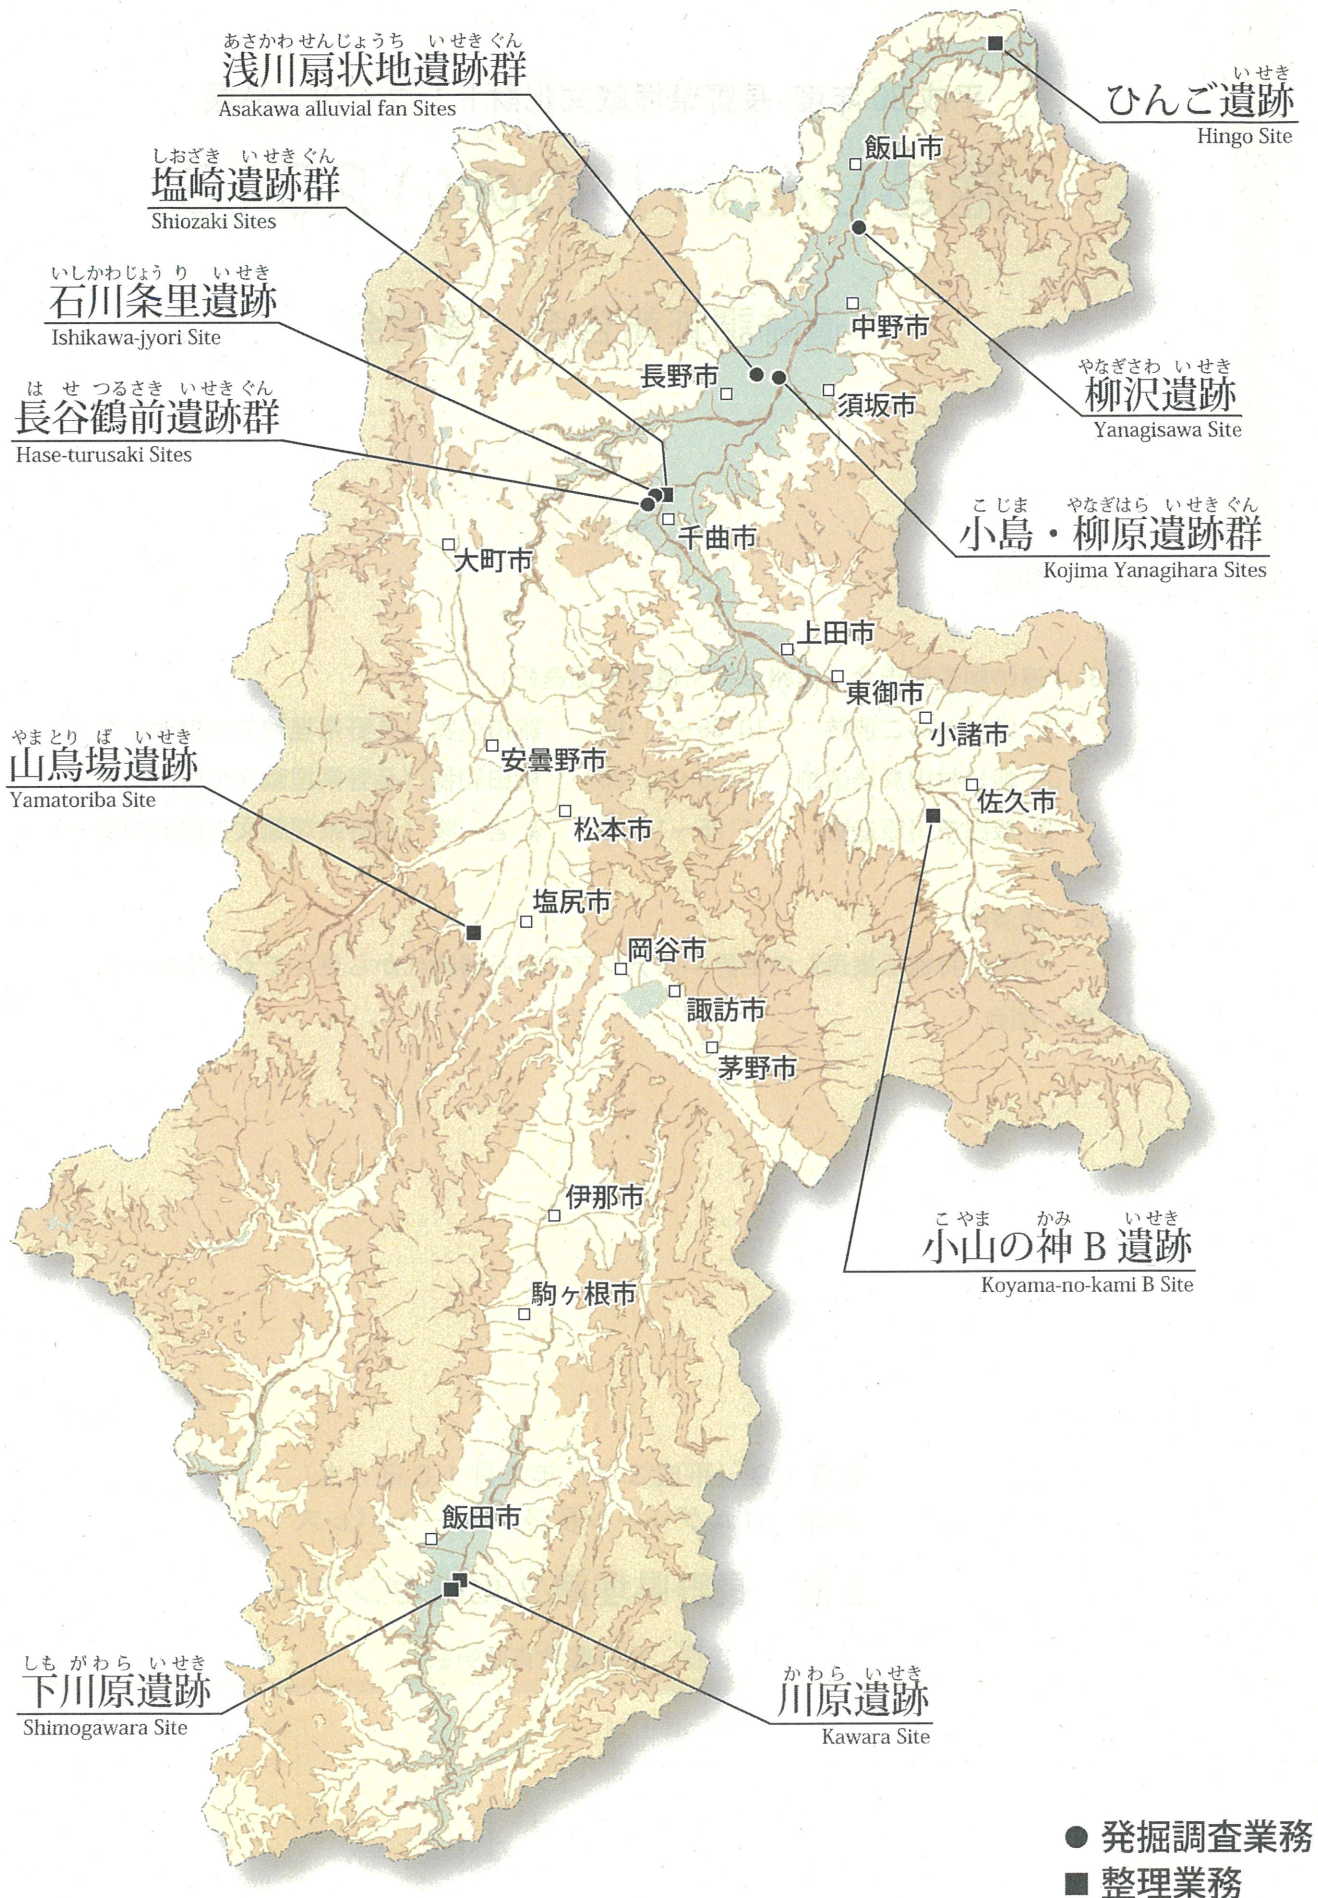 あさかわ せんじょうち いせきぐん
浅川扇状地遺跡群
Asakawa alluvial fan Sites
いせき
ひんご遺跡
Hingo Site
しおざき いせきぐん
塩崎遺跡群
Shiozaki Sites
いしかわじょうり いせき
石川条里遺跡
Ishikawa-jyori Site
はせ つるさき いせきぐん
長谷鶴前遺跡群
Hase-turusaki Sites
やなぎさわ いせき
柳沢遺跡
Yanagisawa Site
こじま やなぎはら いせきぐん
小島・柳原遺跡群
Kojima Yanagihara Sites
飯山市
中野市
長野市
須坂市
千曲市
大町市
上田市
東御市
小諸市
佐久市
安曇野市
松本市
やまとりば いせき
山鳥場遺跡
Yamatoriba Site
塩尻市
岡谷市
諏訪市
茅野市
伊那市
駒ヶ根市
こやま かみ いせき
小山の神 B 遺跡
Koyama-no-kami B Site
飯田市
しもがわら いせき
下川原遺跡
Shimogawara Site
かわら いせき
川原遺跡
Kawara Site
● 発掘調査業務
■ 整理業務